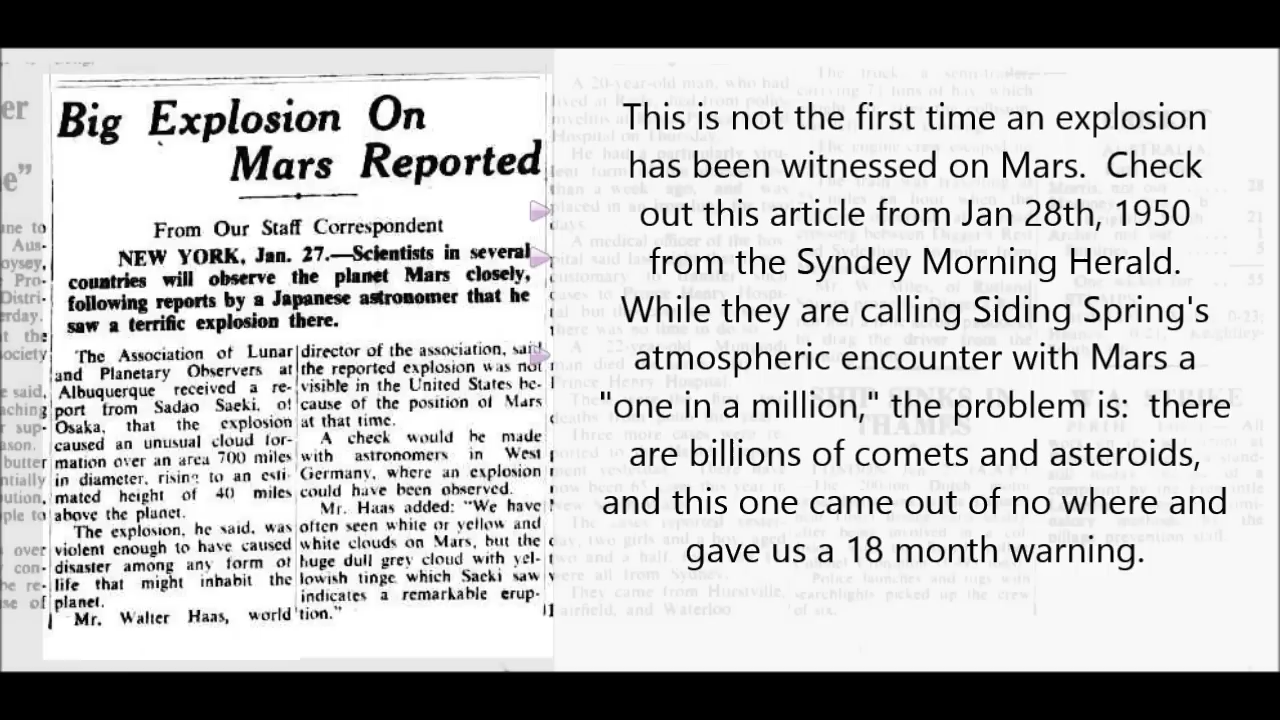 Big Explosion On
Mars Reported
From Our Staff Correspondent
NEW YORK, Jan. 27.—Scientists in several
countries will observe the planet Mars closely,
following reports by a Japanese astronomer that he
saw a terrific explosion there.
The Association of Lunar
and Planetary Observers at
Albuquerque received a re-
port from Sadao Saeki, of
Osaka, that the explosion
caused an unusual cloud for-
mation over an area 700 miles
in diameter, rising to an esti-
mated height of 40 miles
above the planet.
The explosion, he said, was
violent enough to have caused
disaster among any form of
life that might inhabit the
planet.
Mr. Walter Haas, world
director of the association, said
the reported explosion was not
visible in the United States be-
cause of the position of Mars
at that time.
A check would be made
with astronomers in West
Germany, where an explosion
could have been observed.
Mr. Haas added: "We have
often seen white or yellow and
white clouds on Mars, but the
huge dull grey cloud with yel-
lowish tinge which Saeki saw
indicates a remarkable erup-
tion."
This is not the first time an explosion
has been witnessed on Mars. Check
out this article from Jan 28th, 1950
from the Syndey Morning Herald.
While they are calling Siding Spring's
atmospheric encounter with Mars a
"one in a million," the problem is: there
are billions of comets and asteroids,
and this one came out of no where and
gave us a 18 month warning.